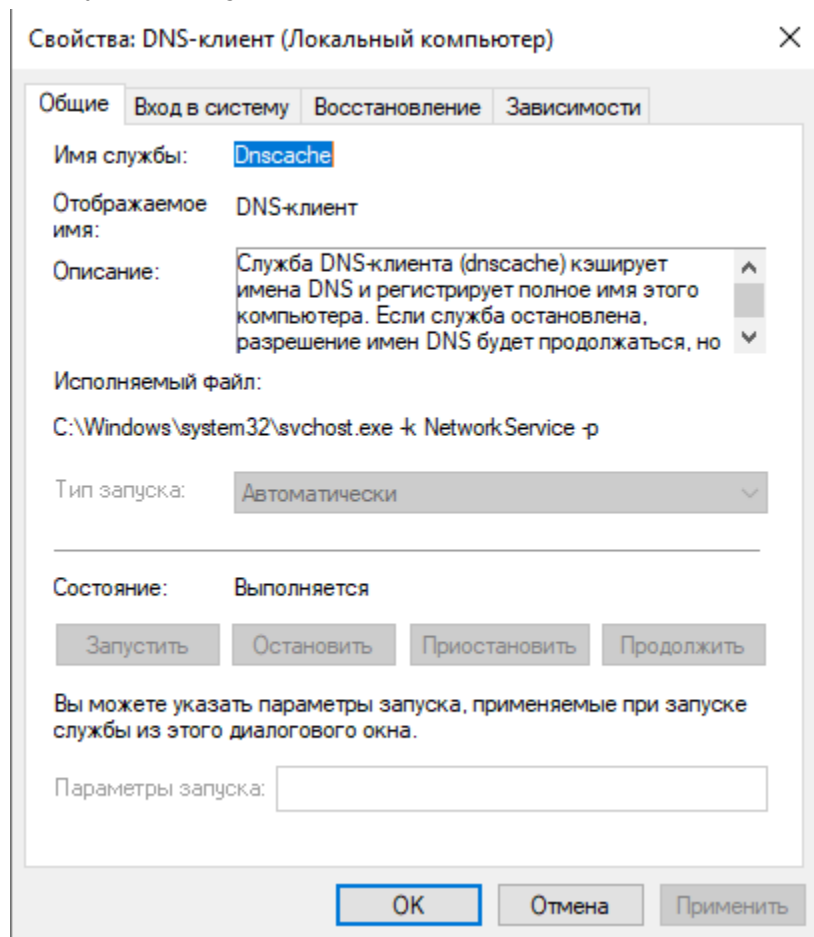 Свойства: DNS-клиент (Локальный компьютер)
Общие Вход в систему Восстановление Зависимости
Имя службы: Dnscache
Отображаемое имя: DNS-клиент
Описание: Служба DNS-клиента (dnscache) кэширует
имена DNS и регистрирует полное имя этого
компьютера. Если служба остановлена,
разрешение имен DNS будет продолжаться, но
Исполняемый файл:
C:\Windows\system32\svchost.exe -k NetworkService -p
Тип запуска: Автоматически
Состояние: Выполняется
Запустить Остановить Приостановить Продолжить
Вы можете указать параметры запуска, применяемые при запуске
службы из этого диалогового окна.
Параметры запуска:
OK Отмена Применить